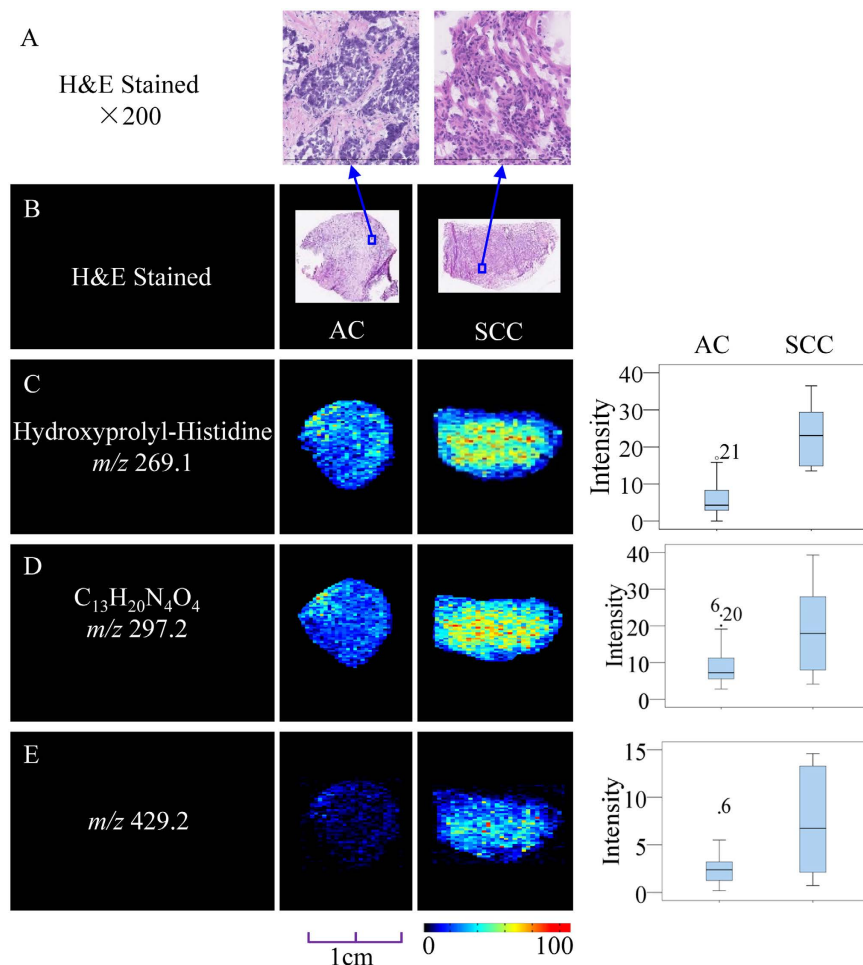 A
H&E Stained
×200
B
H&E Stained
AC
SCC
C
Hydroxyprolyl-Histidine
m/z 269.1
AC
SCC
Intensity
40
30
20
10
0
21
D
C₁₃H₂₀N₄O₄
m/z 297.2
Intensity
40
30
20
10
0
6
20
E
m/z 429.2
Intensity
15
10
5
0
.6
1cm
0
100